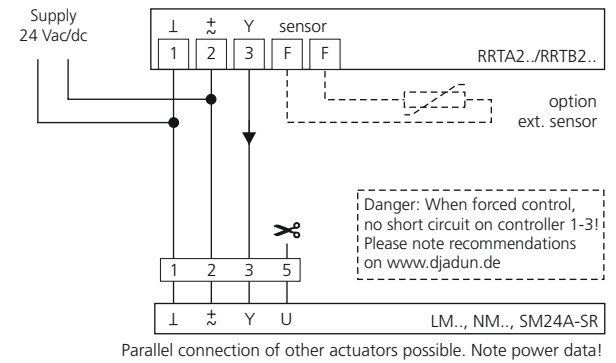 Supply
24 Vac/dc
⊥ ± ~ Y sensor
1 2 3 F F
RRTA2../RRTB2..
option
ext. sensor
Danger: When forced control,
no short circuit on controller 1-3!
Please note recommendations
on www.djadun.de
1 2 3 5
⊥ ± ~ Y U
LM.., NM.., SM24A-SR
Parallel connection of other actuators possible. Note power data!